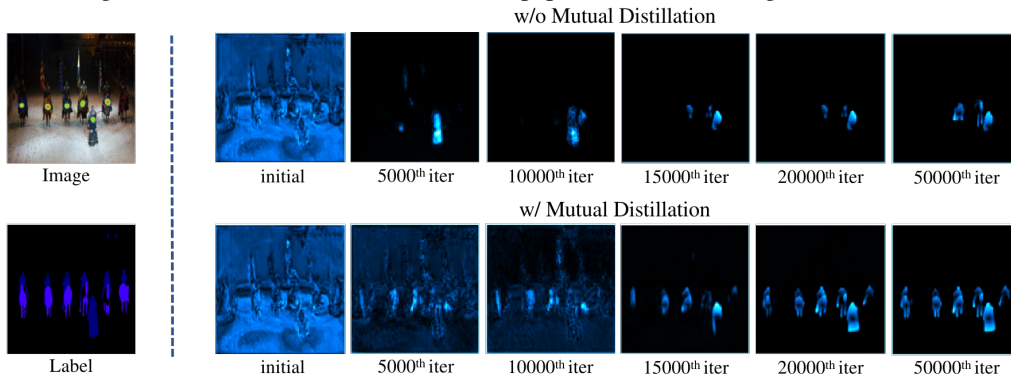 w/o Mutual Distillation
Image
initial
5000th iter
10000th iter
15000th iter
20000th iter
50000th iter
w/ Mutual Distillation
Label
initial
5000th iter
10000th iter
15000th iter
20000th iter
50000th iter